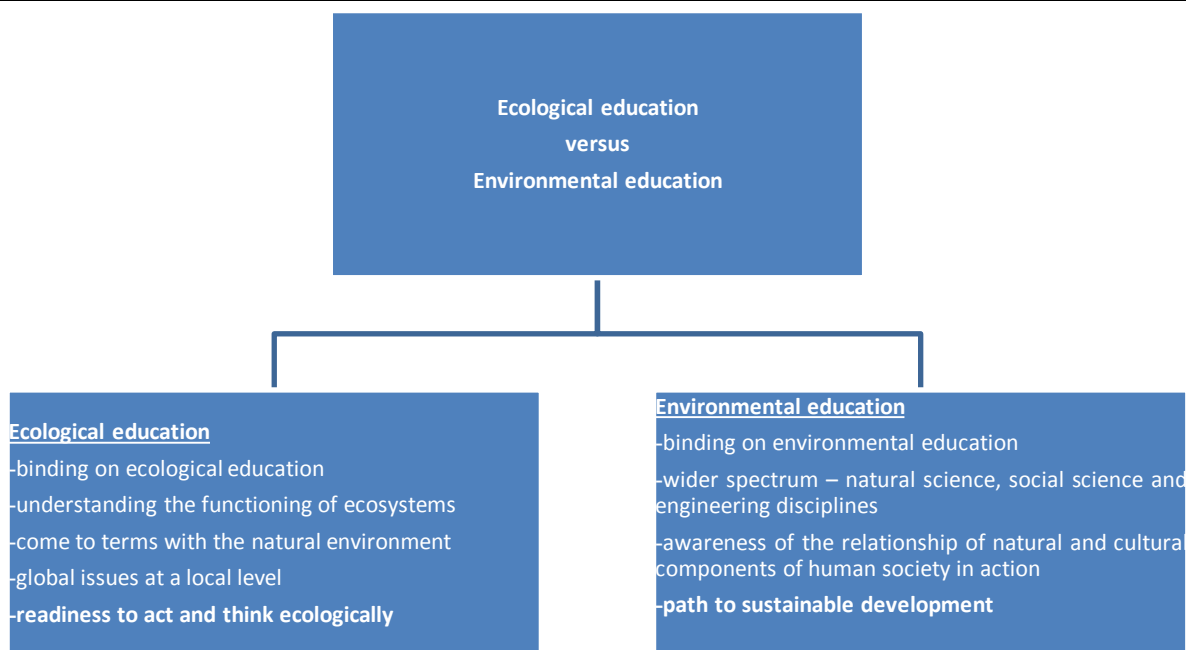 Ecological education
versus
Environmental education
Ecological education
-binding on ecological education
-understanding the functioning of ecosystems
-come to terms with the natural environment
-global issues at a local level
-readiness to act and think ecologically
Environmental education
-binding on environmental education
-wider spectrum – natural science, social science and
engineering disciplines
-awareness of the relationship of natural and cultural
components of human society in action
-path to sustainable development